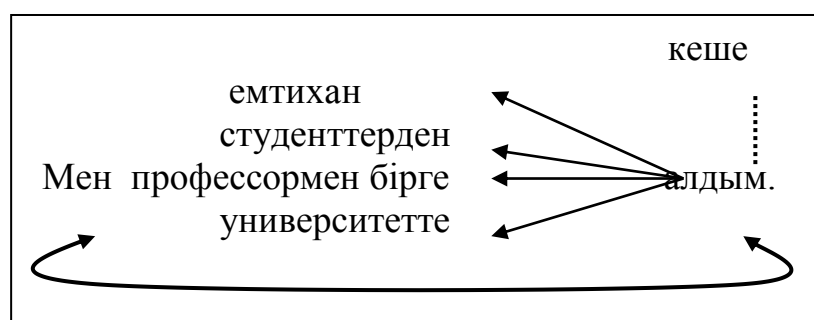 кеше
емтихан
студенттерден
Мен профессормен бірге алдым.
университетте